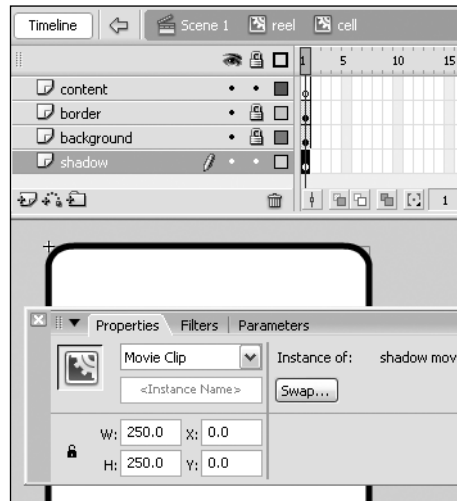 Timeline Scene 1 reel cell
1 5 10 15
content
border
background
shadow
1
Properties Filters Parameters
Movie Clip Instance of: shadow mov
<Instance Name> Swap...
W: 250.0 X: 0.0
H: 250.0 Y: 0.0